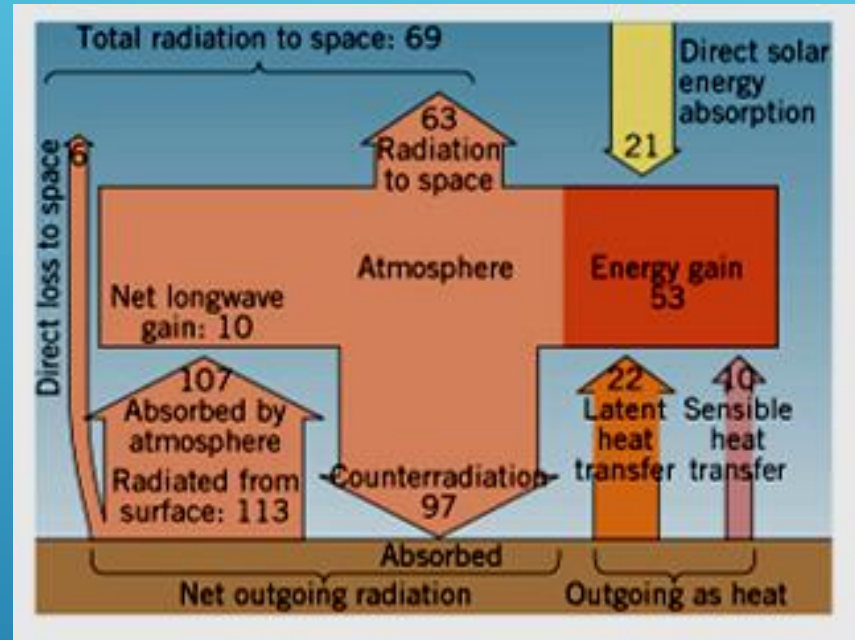 Total radiation to space: 69
Direct solar
energy
absorption
6
63
Radiation
to space
21
Direct loss to space
Atmosphere
Energy gain
53
Net longwave
gain: 10
107
Absorbed by
atmosphere
Radiated from
surface: 113
Counterradiation
97
22
Latent
heat
transfer
10
Sensible
heat
transfer
Absorbed
Net outgoing radiation
Outgoing as heat